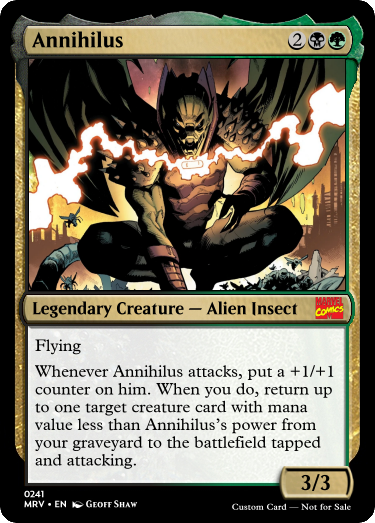 Annihilus 2
Legendary Creature — Alien Insect MARVEL COMICS
Flying
Whenever Annihilus attacks, put a +1/+1
counter on him. When you do, return up
to one target creature card with mana
value less than Annihilus's power from
your graveyard to the battlefield tapped
and attacking.
3/3
0241
MRV • EN Geoff Shaw Custom Card — Not for Sale